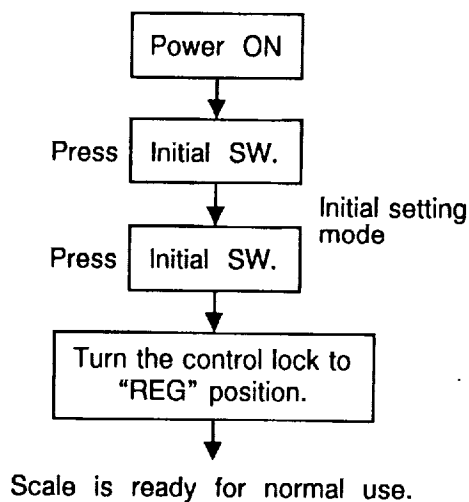 Power ON
Press Initial SW.
Initial setting
mode
Press Initial SW.
Turn the control lock to
“REG” position.
Scale is ready for normal use.